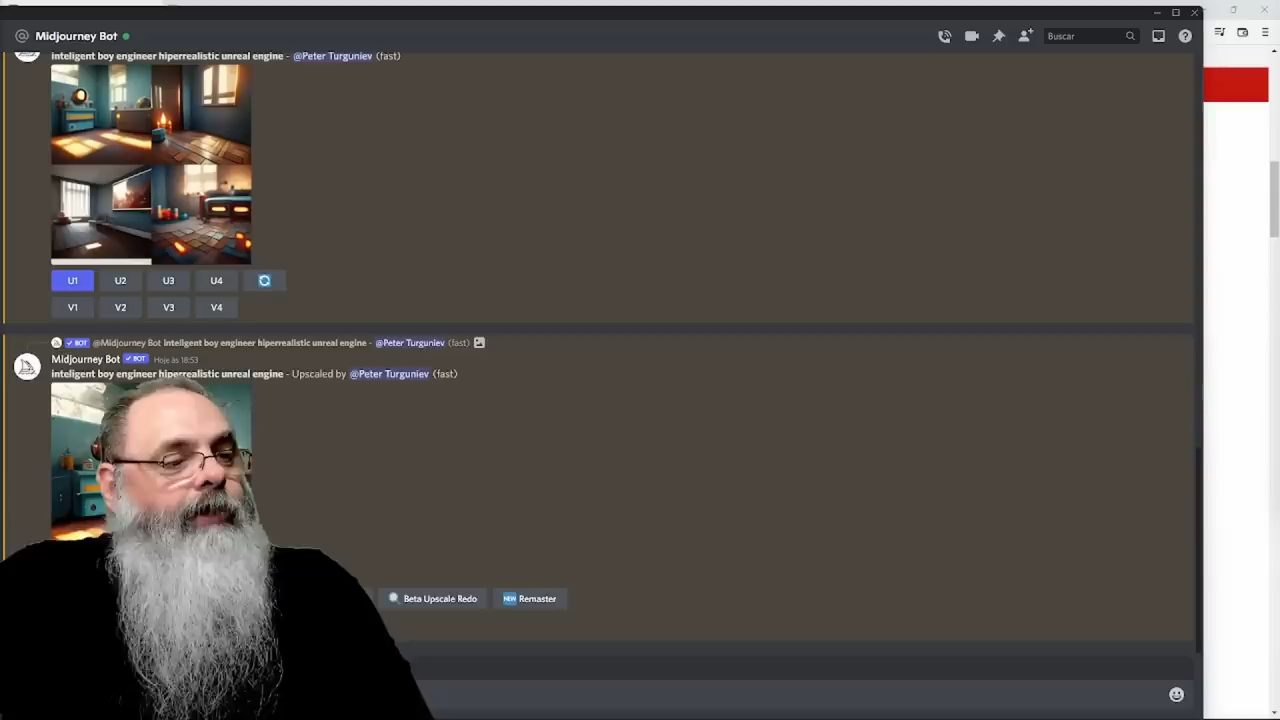 Midjourney Bot
Buscar
inteligent boy engineer hiperrealistic unreal engine - @Peter Turguniev (fast)
U1 U2 U3 U4
V1 V2 V3 V4
BOT @Midjourney Bot inteligent boy engineer hiperrealistic unreal engine - @Peter Turguniev (fast)
Midjourney Bot BOT Hoje às 18:53
inteligent boy engineer hiperrealistic unreal engine - Upscaled by @Peter Turguniev (fast)
Beta Upscale Redo NEW Remaster